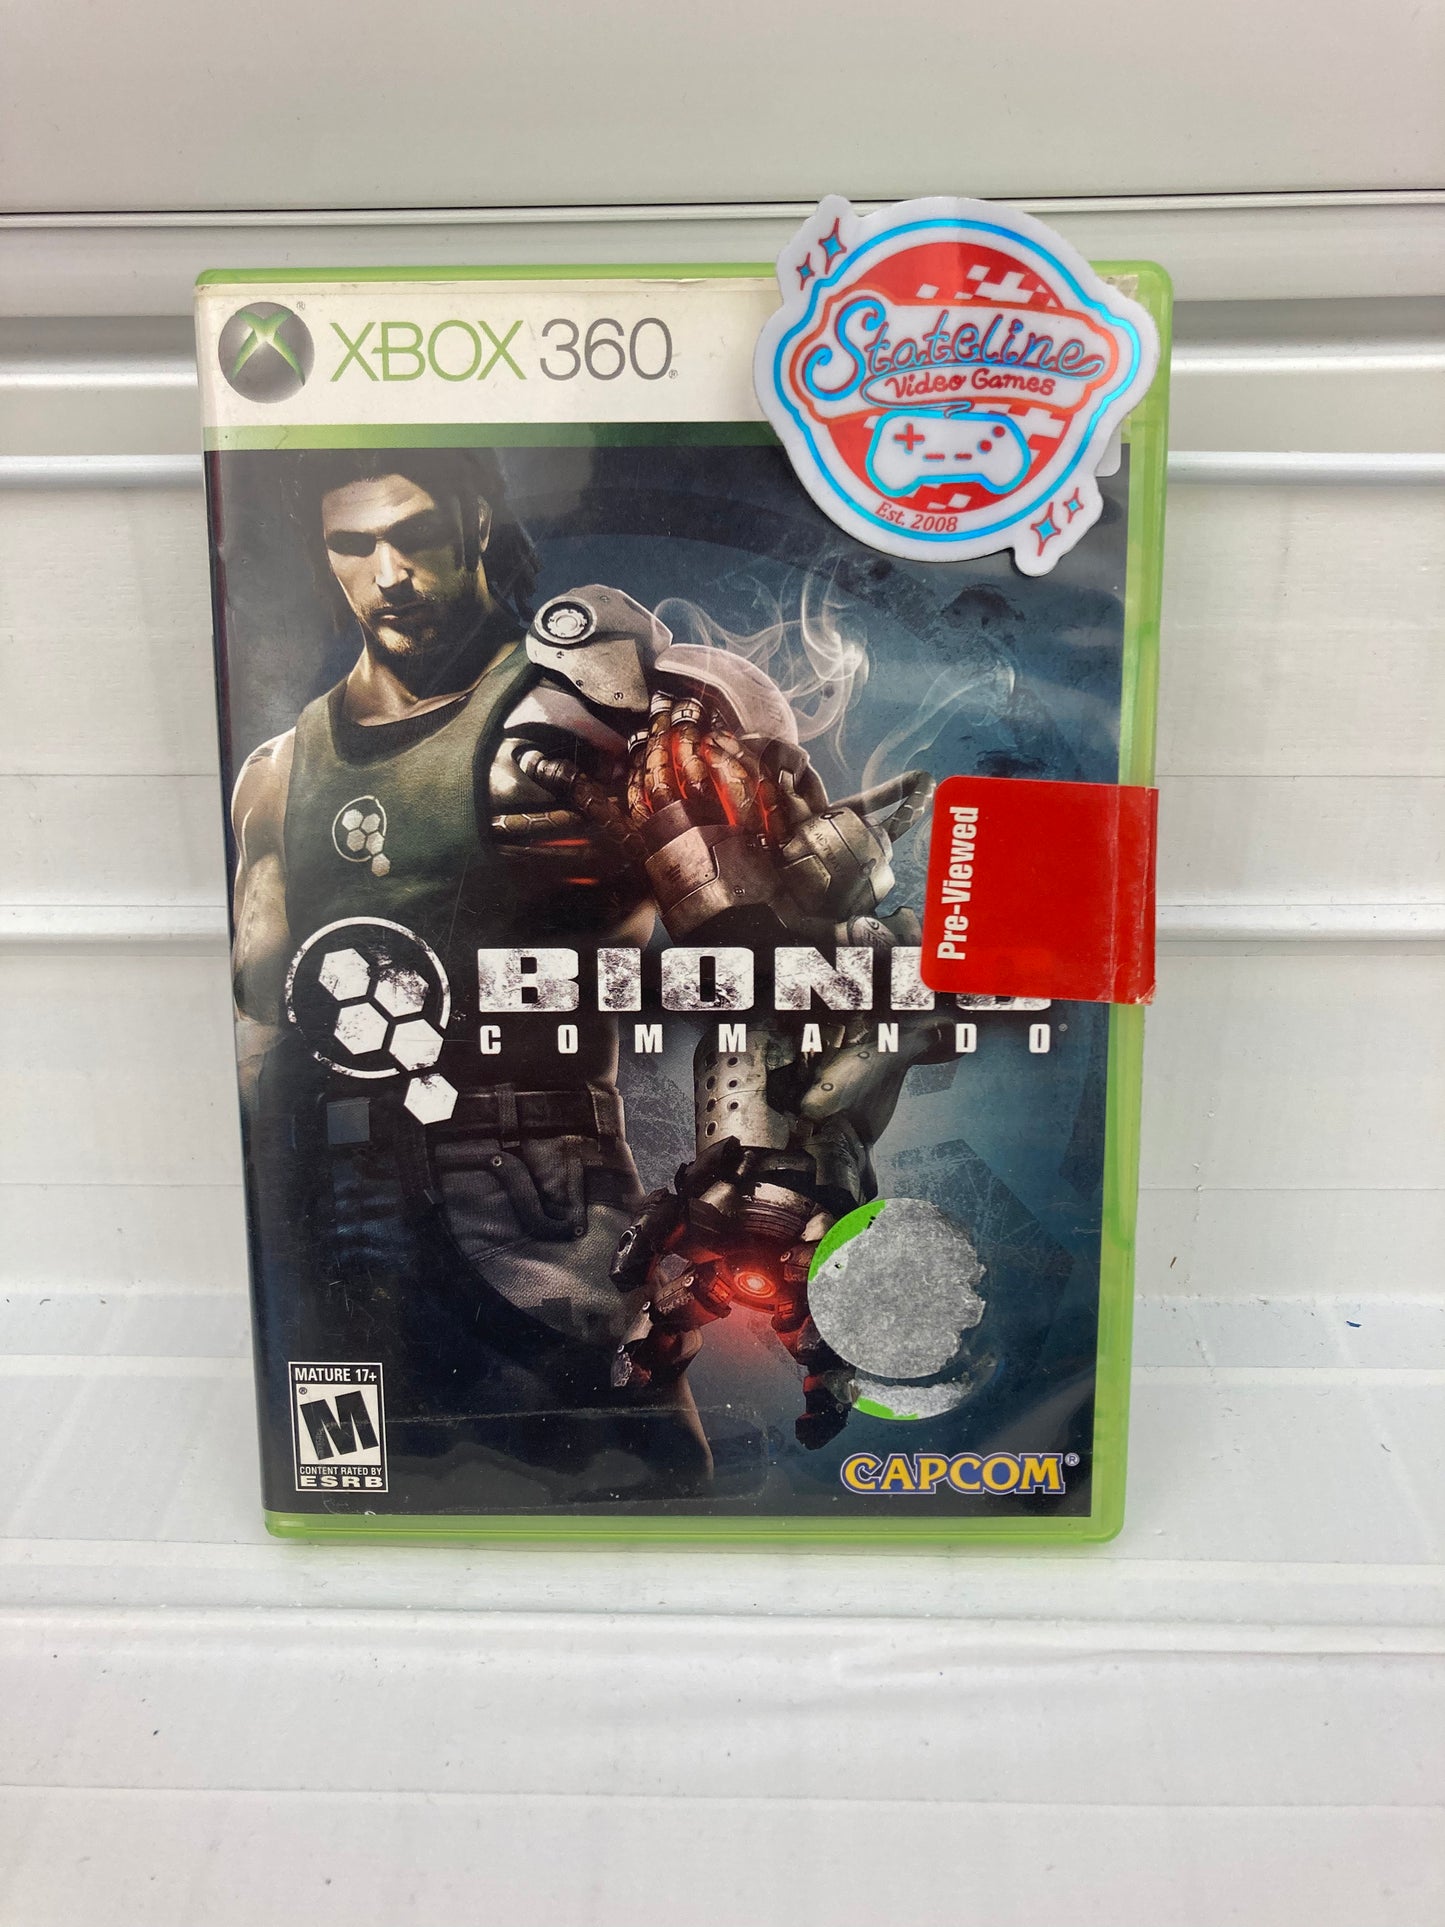 XBOX 360
Stateline
Video Games
Est. 2008
Pre-Viewed
BIONIC
COMMANDO
MATURE 17+
M
CONTENT RATED BY
ESRB
CAPCOM